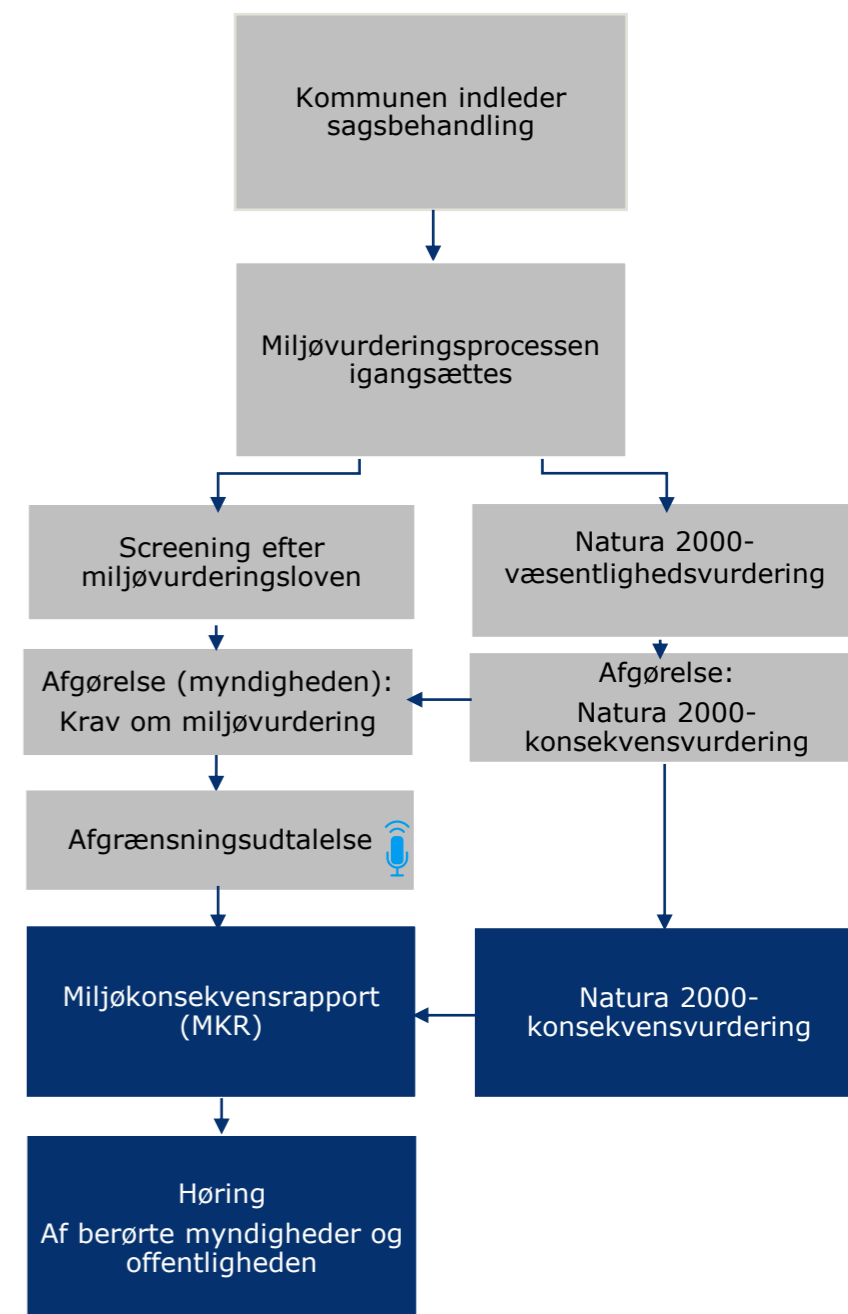 Kommunen indleder
sagsbehandling
Miljøvurderingsprocessen
igangsættes
Screening efter
miljøvurderingsloven
Natura 2000-
væsentlighedsvurdering
Afgørelse (myndigheden):
Krav om miljøvurdering
Afgørelse:
Natura 2000-
konsekvensvurdering
Afgrænsningsudtalelse
Miljøkonsekvensrapport
(MKR)
Natura 2000-
konsekvensvurdering
Høring
Af berørte myndigheder og
offentligheden